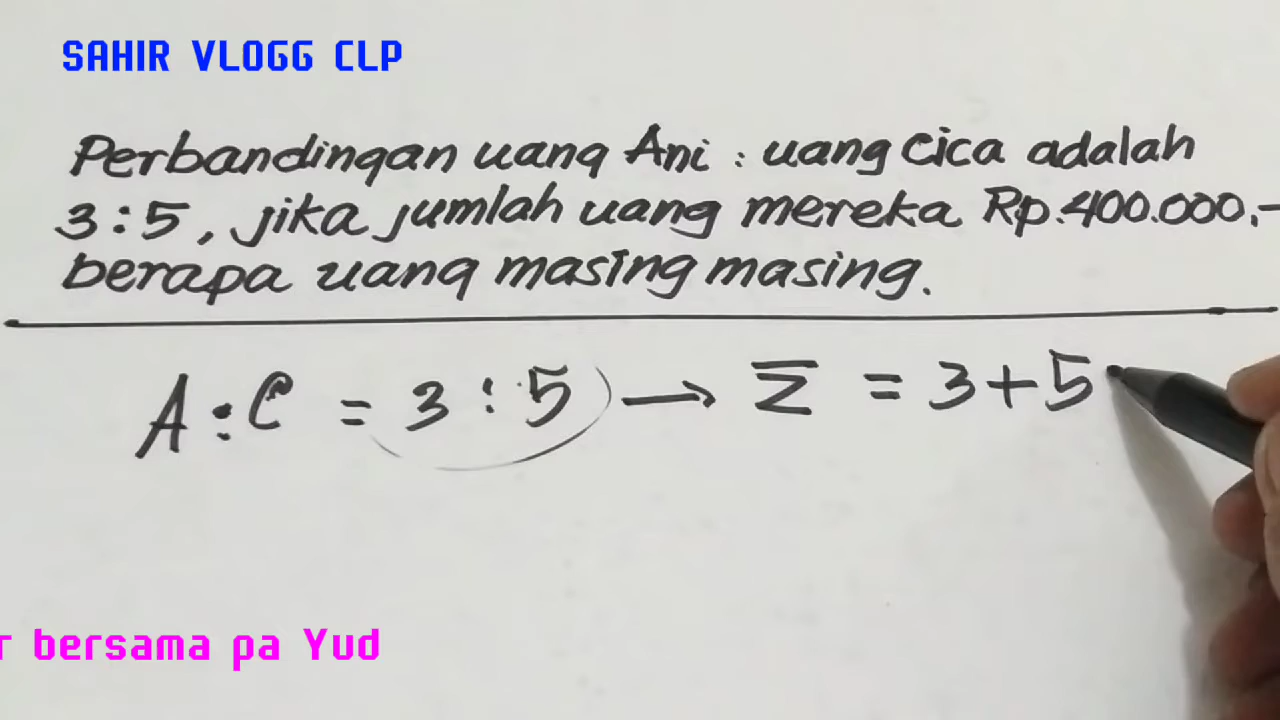 SAHIR VLOGG CLP
Perbandingan uang Ani : uang Cica adalah
3 : 5, jika jumlah uang mereka Rp.400.000,-
berapa uang masing masing.
A : C = 3 : 5 → Σ = 3 + 5
r bersama pa Yud